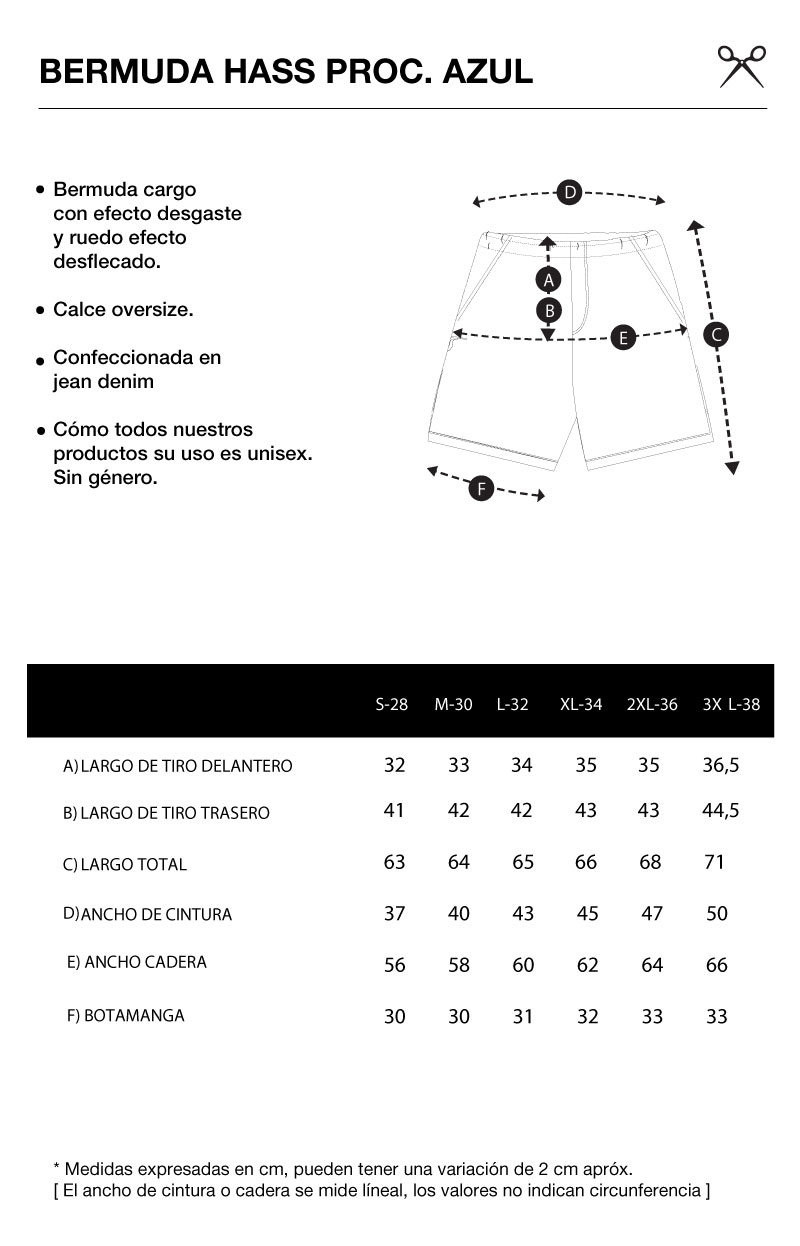 BERMUDA HASS PROC. AZUL
• Bermuda cargo
con efecto desgaste
y ruedo efecto
desflecado.
• Calce oversize.
• Confeccionada en
jean denim
• Cómo todos nuestros
productos su uso es unisex.
Sin género.
D
A
B
E
C
F
S-28 M-30 L-32 XL-34 2XL-36 3X L-38
A) LARGO DE TIRO DELANTERO 32 33 34 35 35 36,5
B) LARGO DE TIRO TRASERO 41 42 42 43 43 44,5
C) LARGO TOTAL 63 64 65 66 68 71
D) ANCHO DE CINTURA 37 40 43 45 47 50
E) ANCHO CADERA 56 58 60 62 64 66
F) BOTAMANGA 30 30 31 32 33 33
* Medidas expresadas en cm, pueden tener una variación de 2 cm apróx.
[ El ancho de cintura o cadera se mide líneal, los valores no indican circunferencia ]